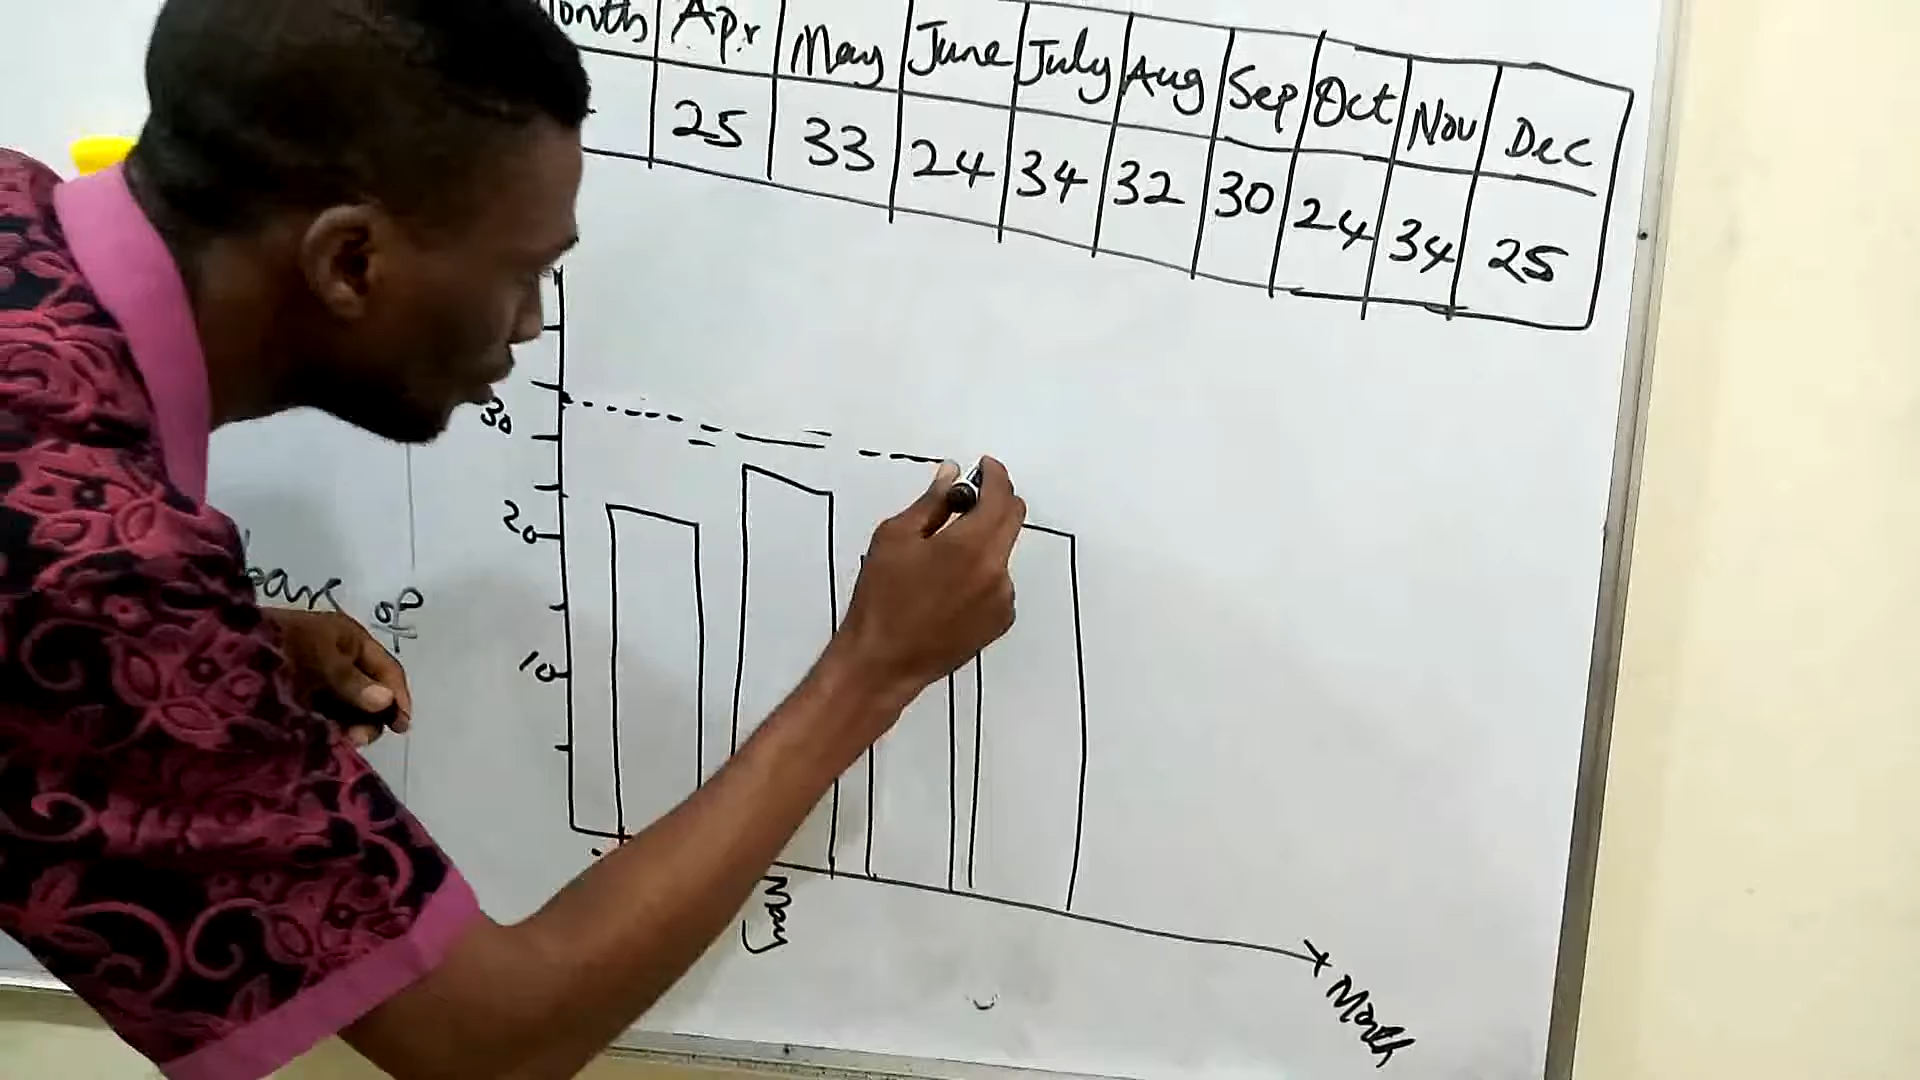 Month Apr May June July Aug Sep Oct Nov Dec
25 33 24 34 32 30 24 34 25
30
20
10
of
May
Month